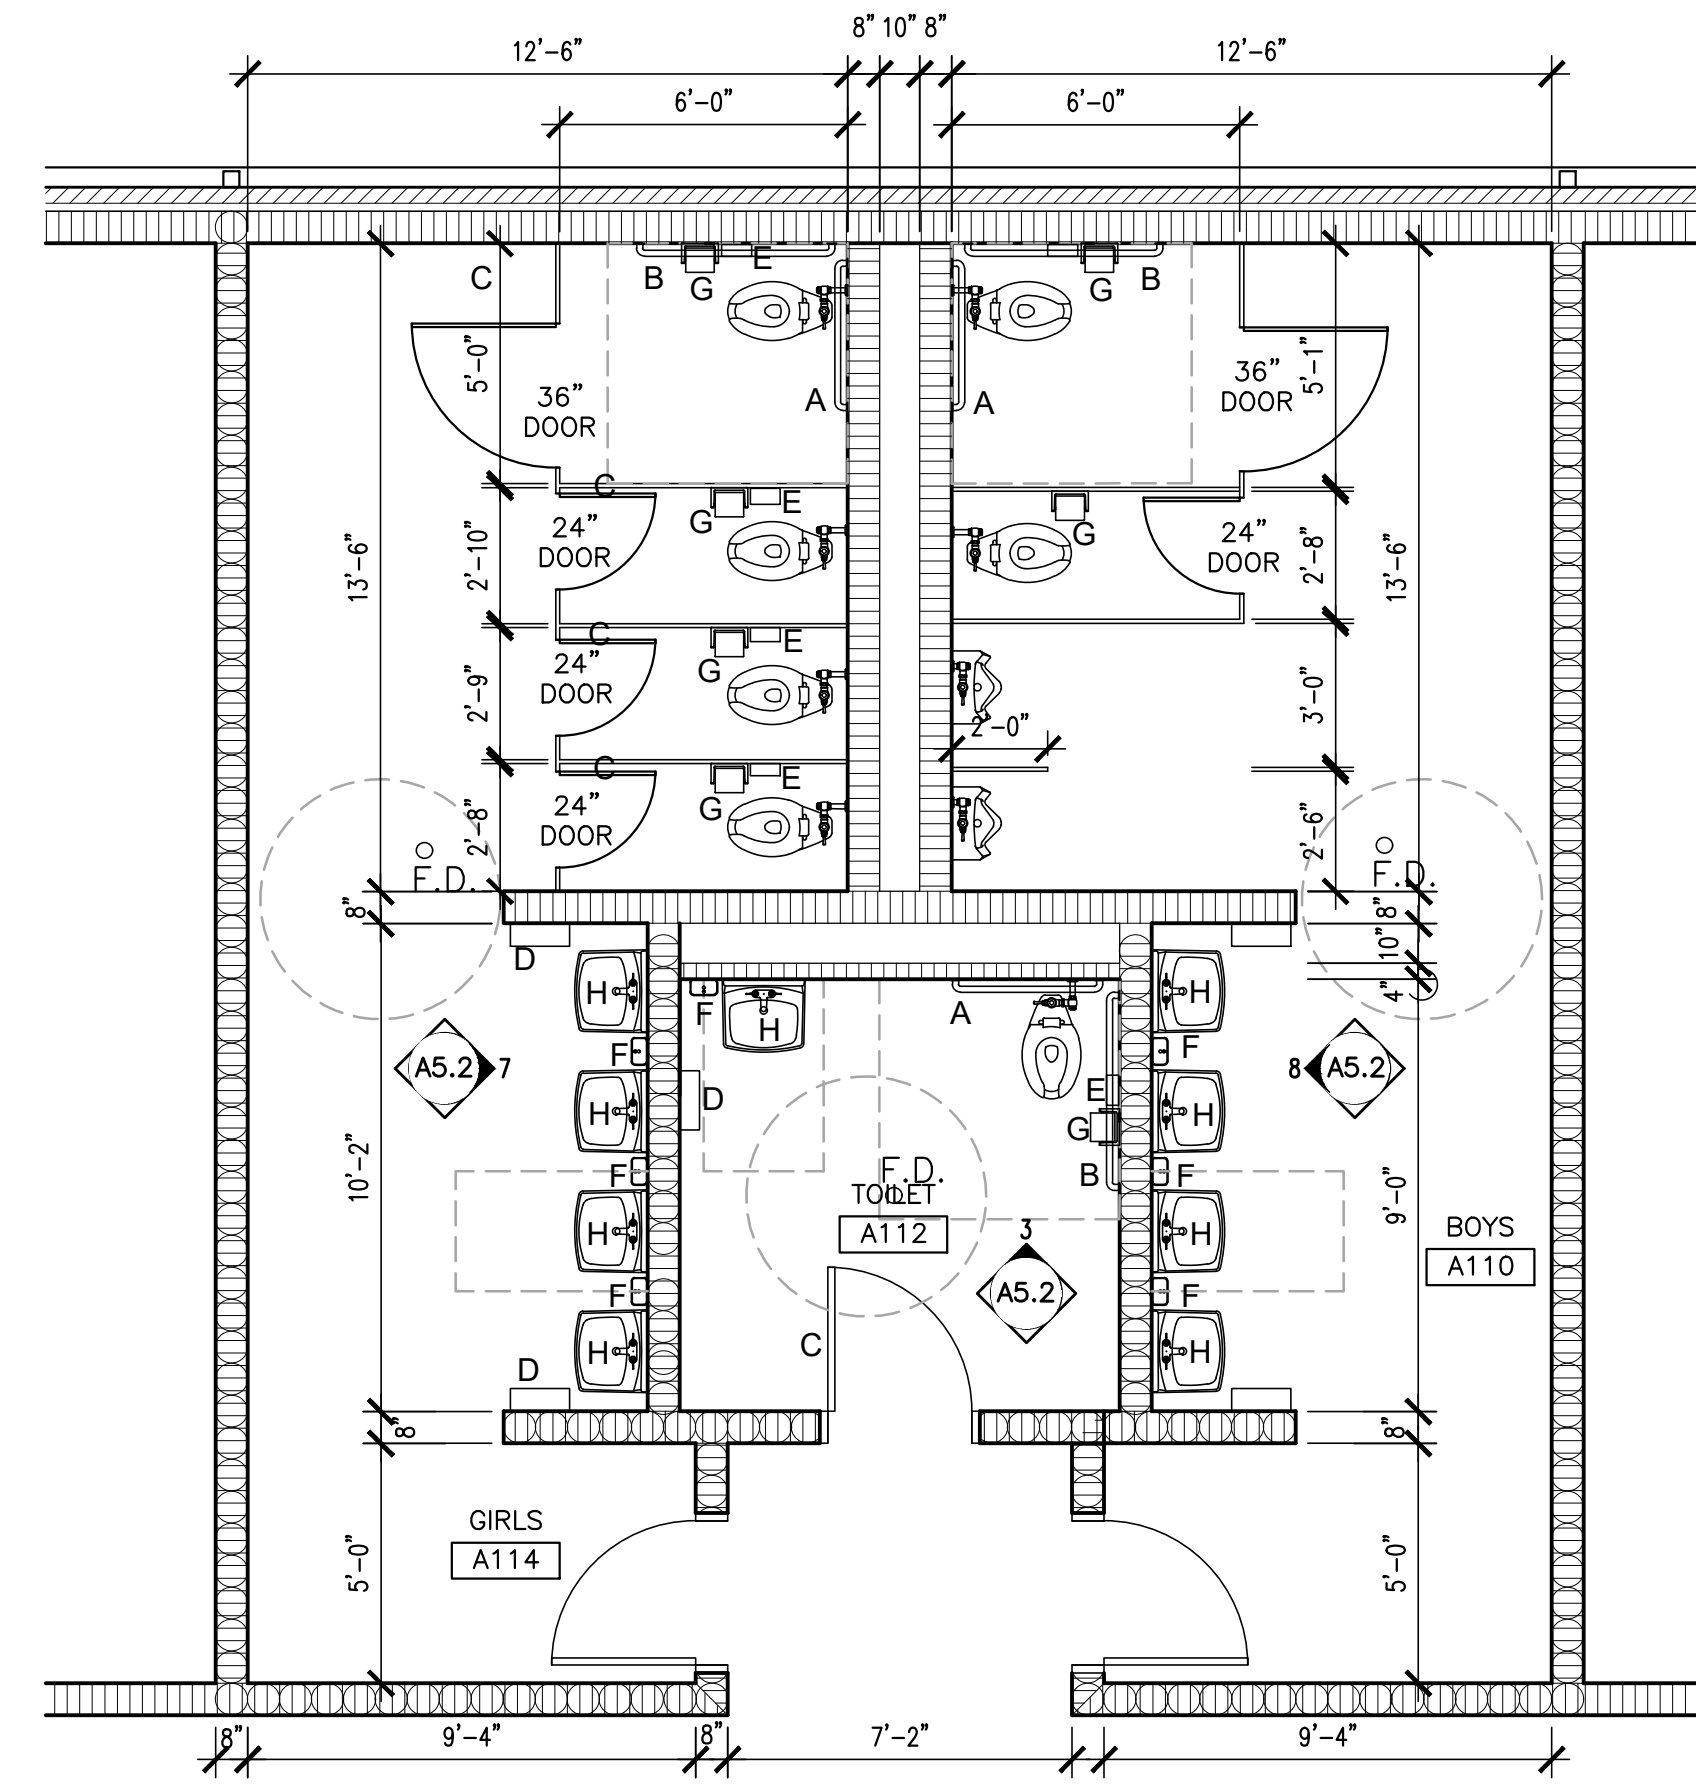 8” 10” 8”
12’-6” 12’-6”
6’-0” 6’-0”
C B G E G B
5’-0” 36” DOOR A A 36” DOOR 5’-1”
C
13’-6” 2’-10” 24” DOOR G E G 24” DOOR 2’-8” 13’-6”
C
2’-9” 24” DOOR G E 3’-0”
2’-0”
C
2’-8” 24” DOOR G E 2’-6”
F.D. F.D.
8” 8”
10”
D
H F H A H 4”
F F
A5.2 7 8 A5.2
H D E H
G
10’-2” F F.D. B F 9’-0”
TOILET
H A112 H BOYS
3 A110
F A5.2 F
H C H
D
8” 8”
GIRLS
A114
5’-0” 5’-0”
8” 9’-4” 8” 7’-2” 9’-4”